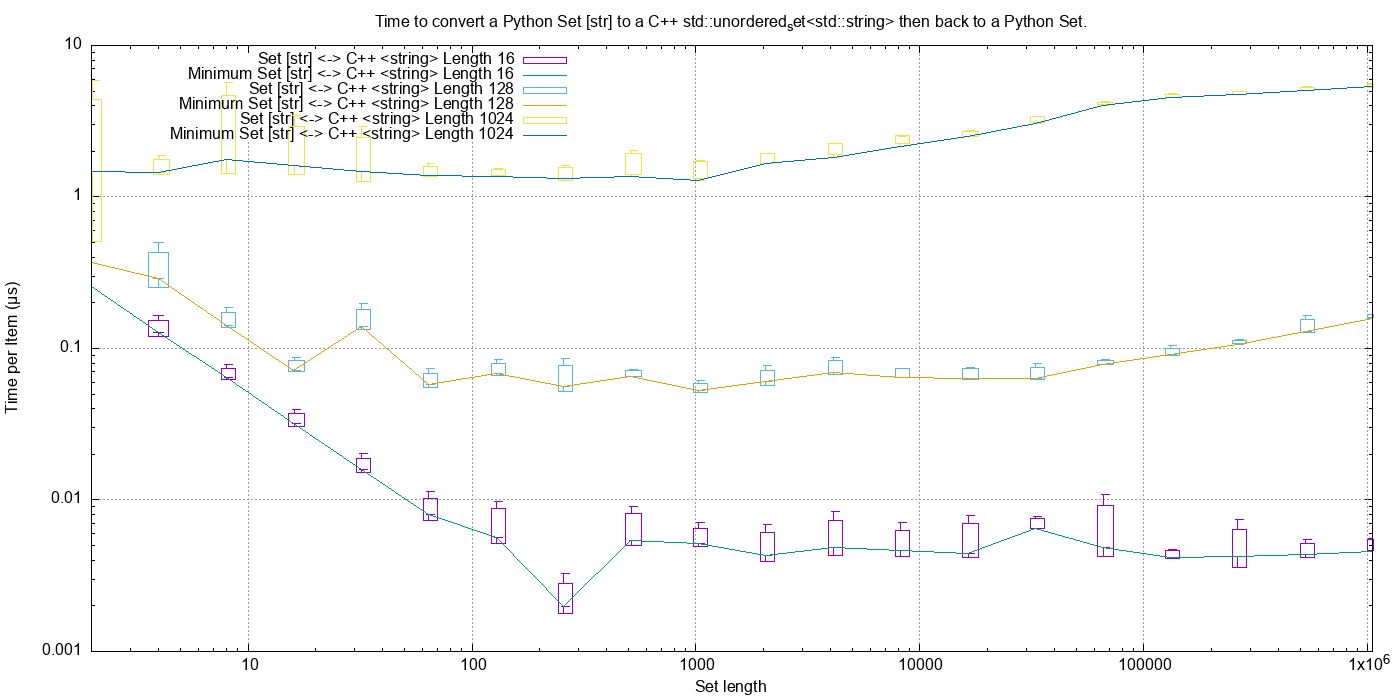 Time to convert a Python Set [str] to a C++ std::unordered_set<std::string> then back to a Python Set.
10
Set [str] <-> C++ <string> Length 16
Minimum Set [str] <-> C++ <string> Length 16
Set [str] <-> C++ <string> Length 128
Minimum Set [str] <-> C++ <string> Length 128
Set [str] <-> C++ <string> Length 1024
Minimum Set [str] <-> C++ <string> Length 1024
1
0.1
0.01
0.001
Time per Item (µs)
10 100 1000 10000 100000 1x10⁶
Set length